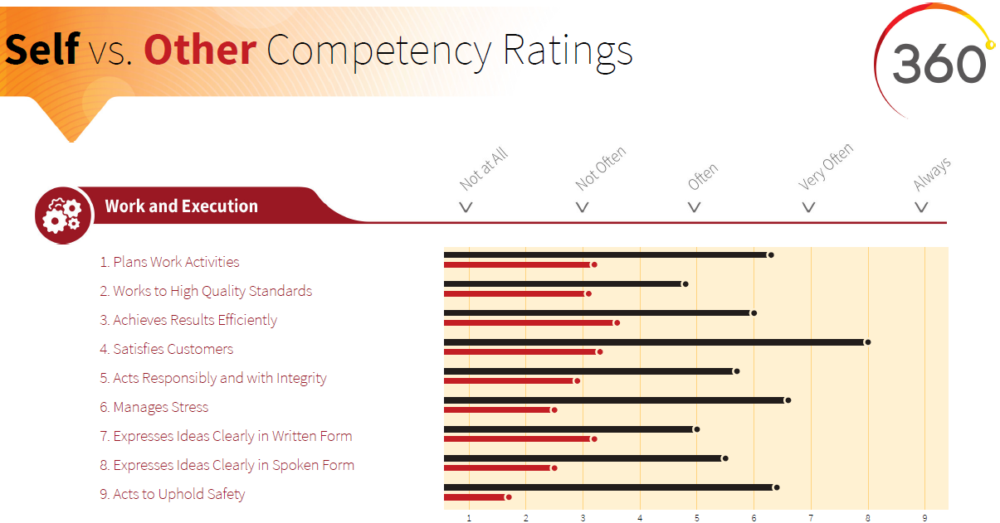 Self vs. Other Competency Ratings
360
Not at All
Not Often
Often
Very Often
Always
Work and Execution
1. Plans Work Activities
2. Works to High Quality Standards
3. Achieves Results Efficiently
4. Satisfies Customers
5. Acts Responsibly and with Integrity
6. Manages Stress
7. Expresses Ideas Clearly in Written Form
8. Expresses Ideas Clearly in Spoken Form
9. Acts to Uphold Safety
1 2 3 4 5 6 7 8 9